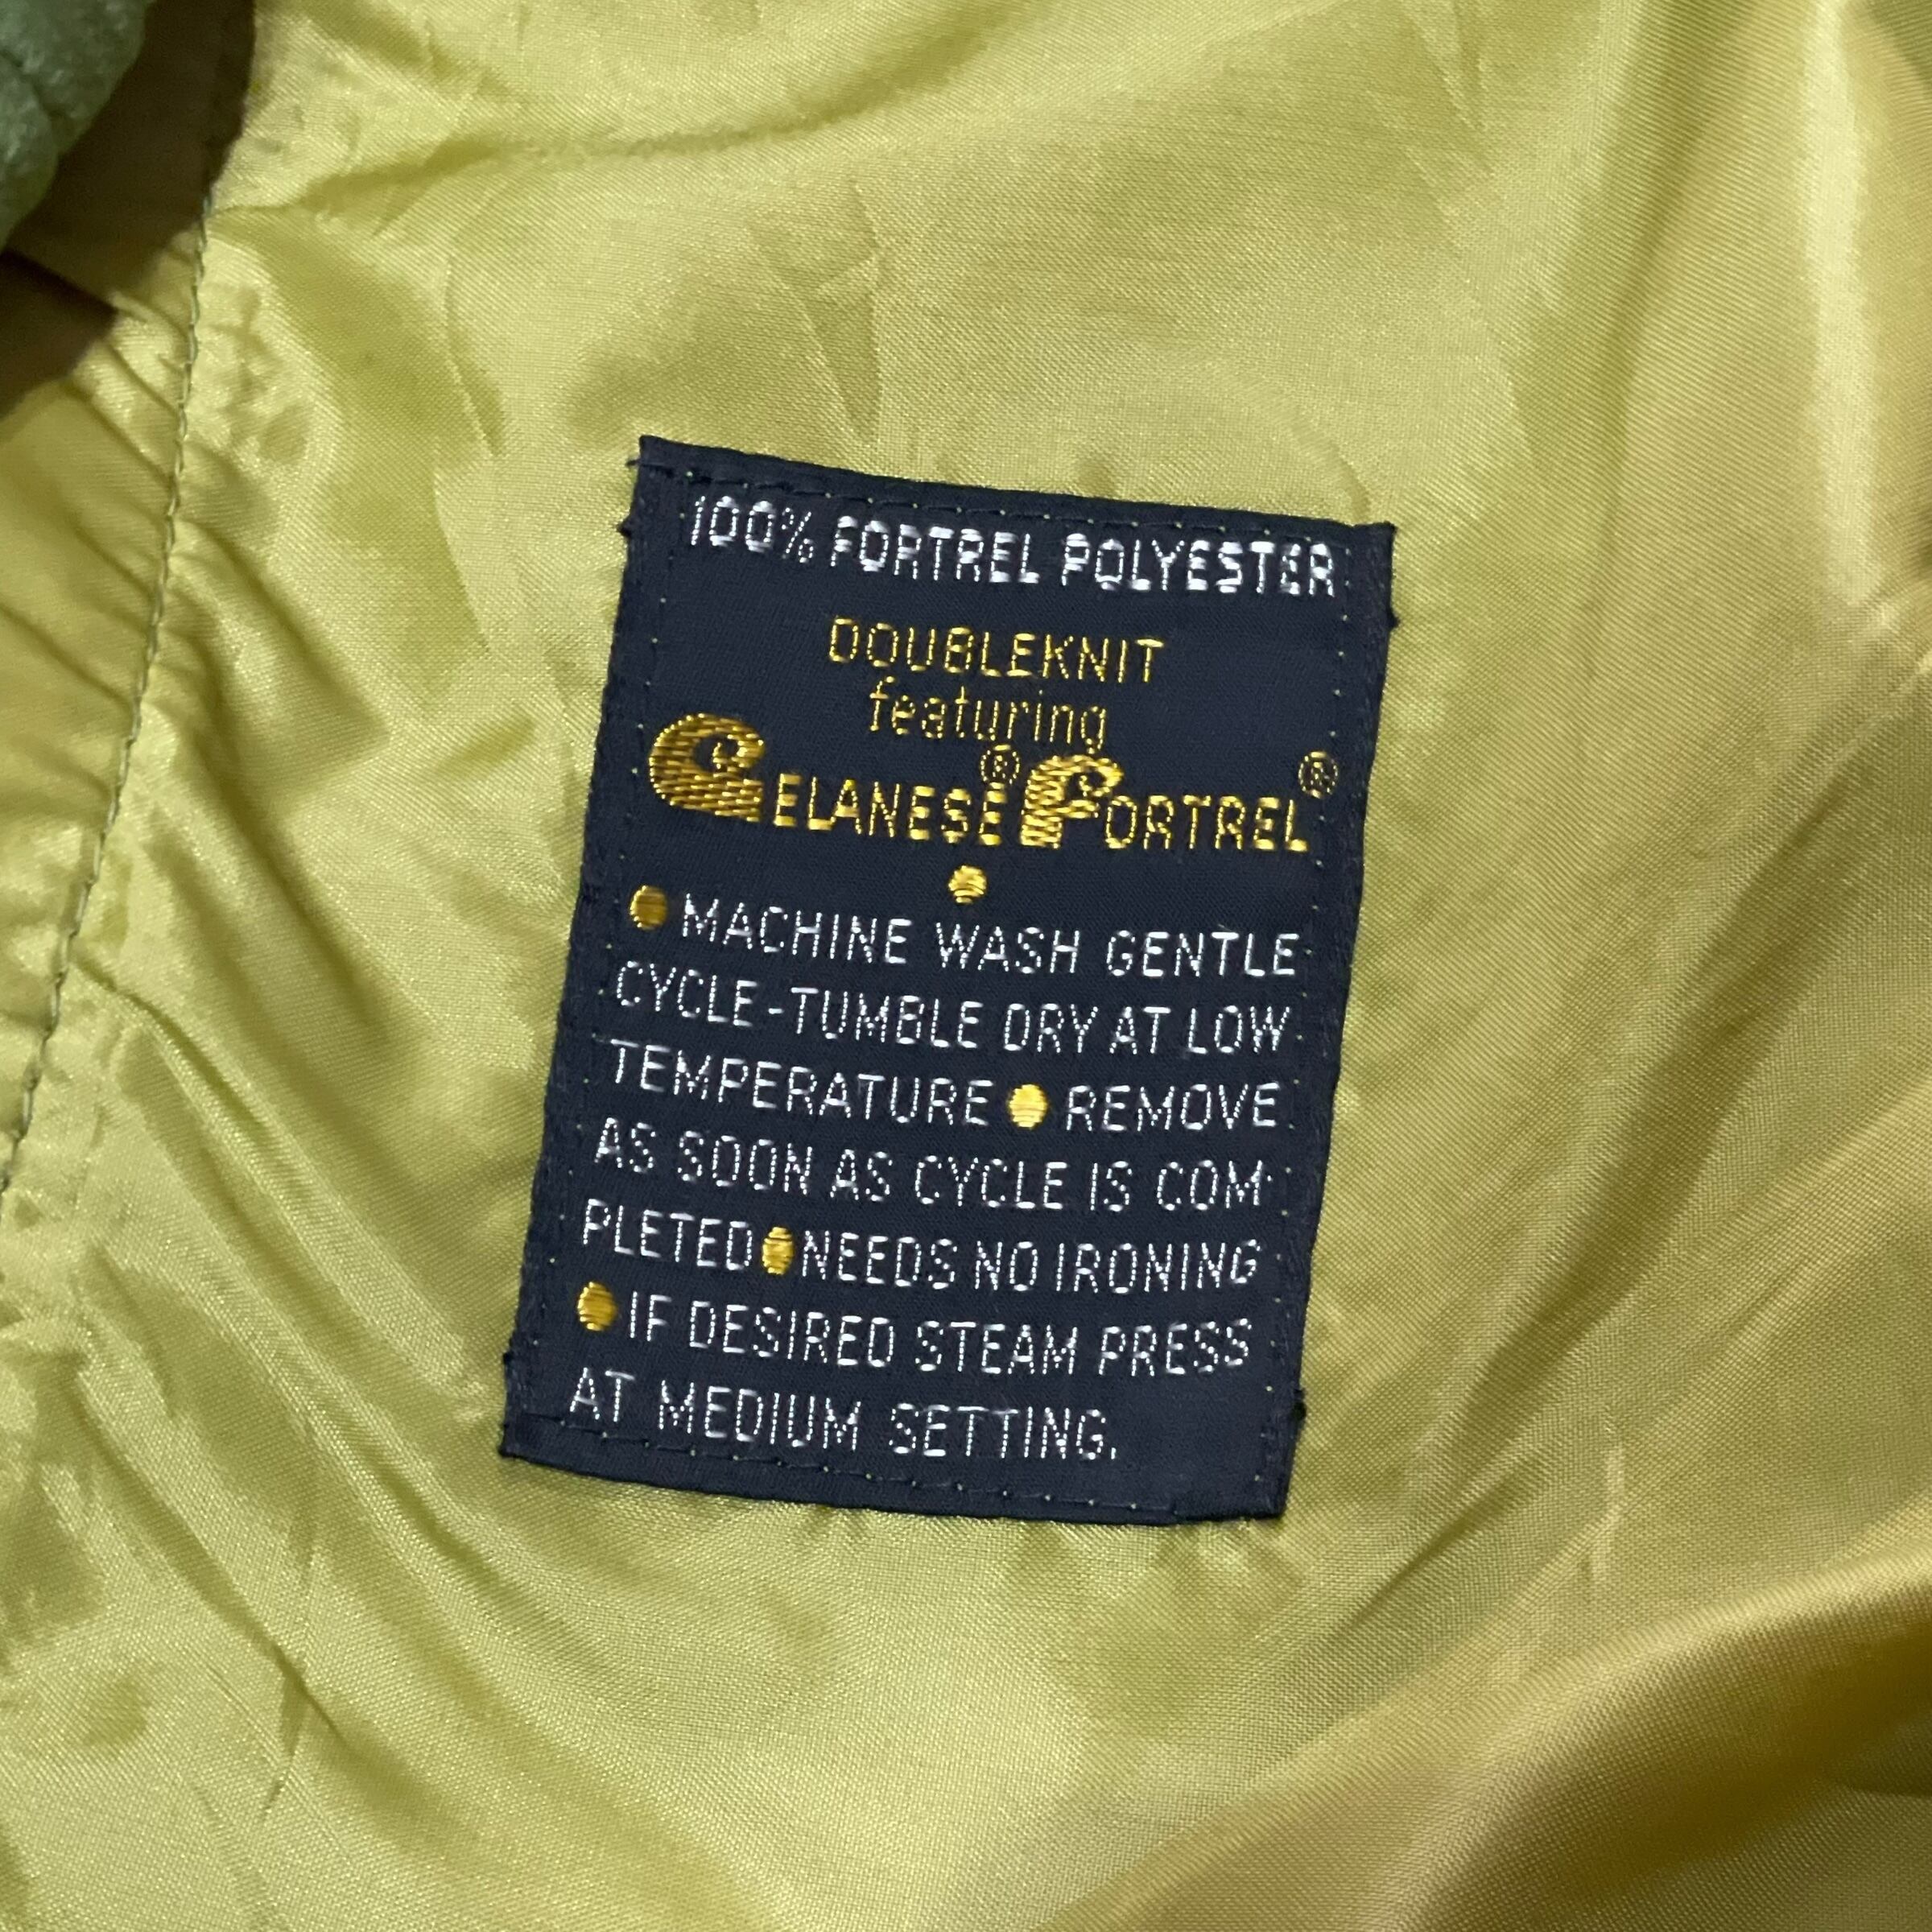 100% FORTREL POLYESTER
DOUBLEKNIT
featuring
CELANESE® FORTREL®
•
• MACHINE WASH GENTLE
CYCLE-TUMBLE DRY AT LOW
TEMPERATURE • REMOVE
AS SOON AS CYCLE IS COM-
PLETED • NEEDS NO IRONING
• IF DESIRED STEAM PRESS
AT MEDIUM SETTING.